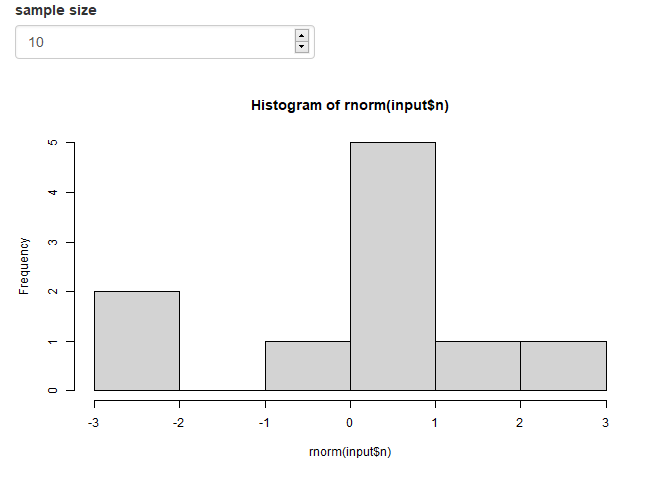 sample size
10
Histogram of rnorm(input$n)
Frequency
5
4
3
2
1
0
-3 -2 -1 0 1 2 3
rnorm(input$n)